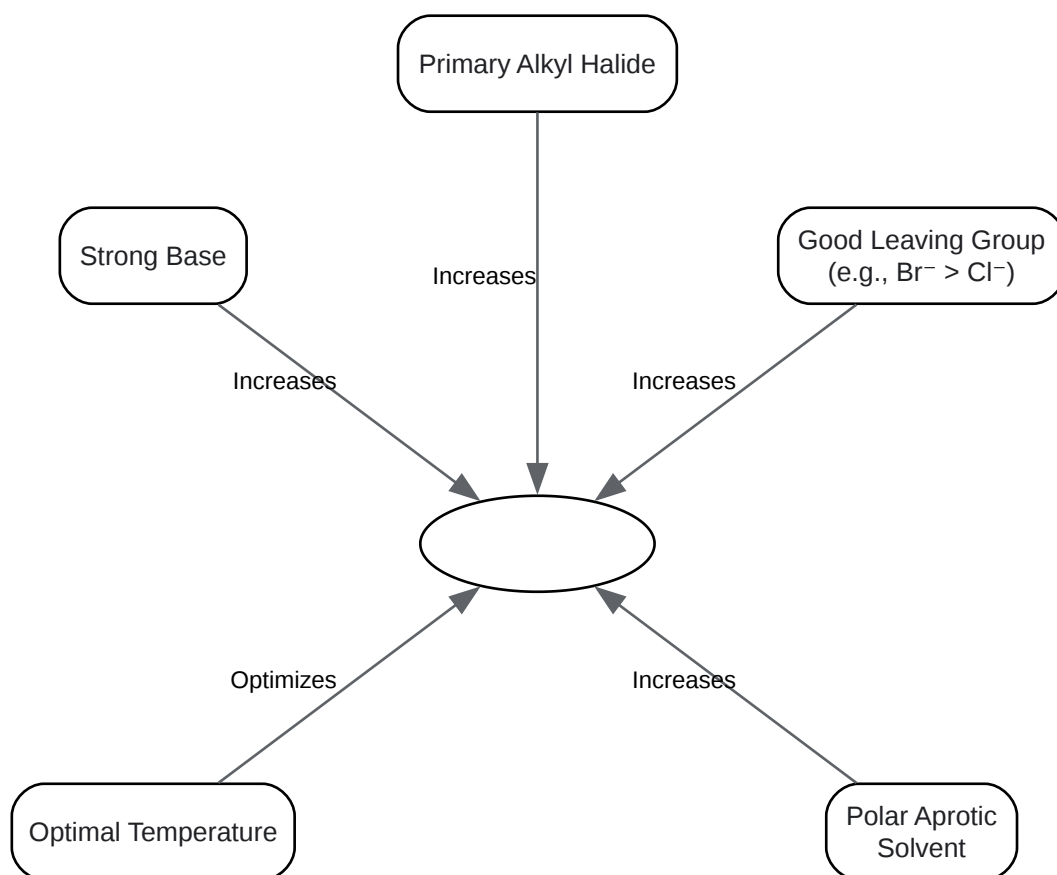 Primary Alkyl Halide
Strong Base
Good Leaving Group
(e.g., Br⁻ > Cl⁻)
Increases
Increases
Increases
Optimizes
Increases
Optimal Temperature
Polar Aprotic
Solvent